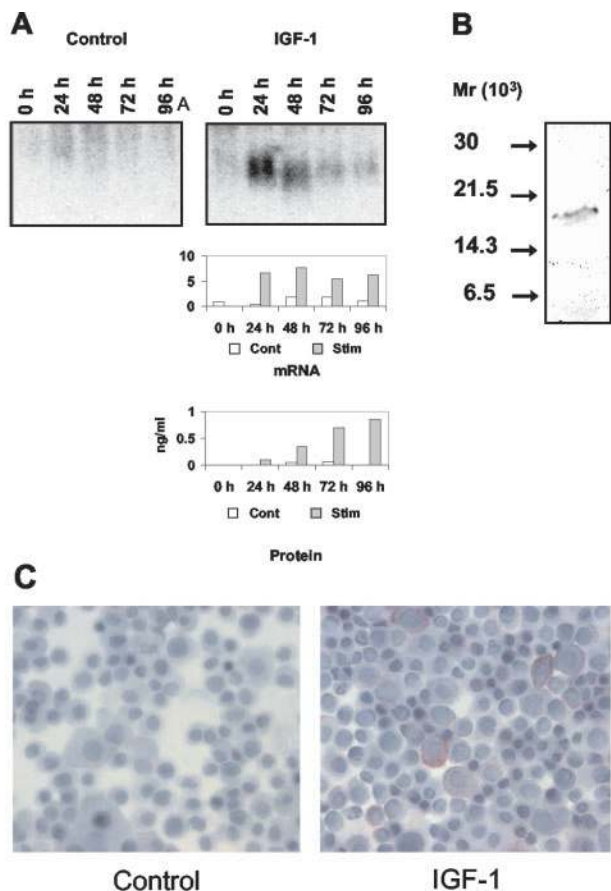 A
B
Control
IGF-1
0 h 24 h 48 h 72 h 96 h A
0 h 24 h 48 h 72 h 96 h
Mr (10³)
30
21.5
14.3
6.5
10
5
0
0 h 24 h 48 h 72 h 96 h
Cont Stim
mRNA
ng/ml
1
0.5
0
0 h 24 h 48 h 72 h 96 h
Cont Stim
Protein
C
Control
IGF-1